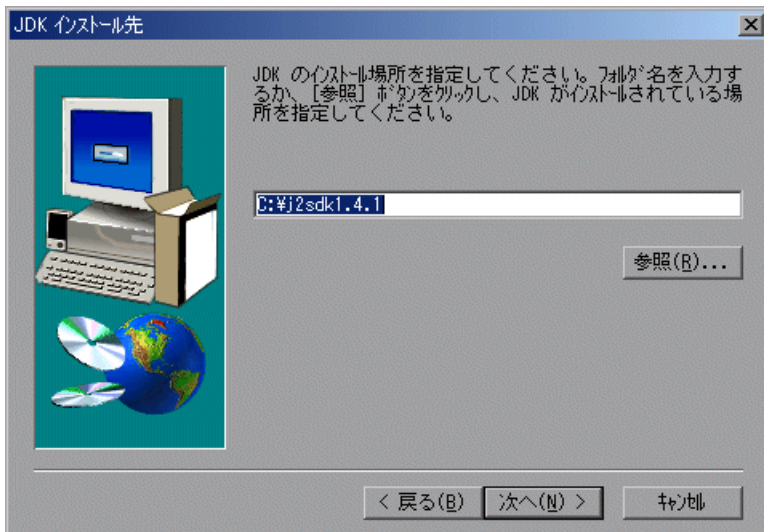 JDK ｲﾝｽﾄｰﾙ先
JDK のｲﾝｽﾄｰﾙ場所を指定してください。ﾌｫﾙﾀﾞ名を入力す
るか、[参照] ﾎﾞﾀﾝをｸﾘｯｸし、JDK がｲﾝｽﾄｰﾙされている場
所を指定してください。
C:¥j2sdk1.4.1
参照(R)...
< 戻る(B)
次へ(N) >
ｷｬﾝｾﾙ